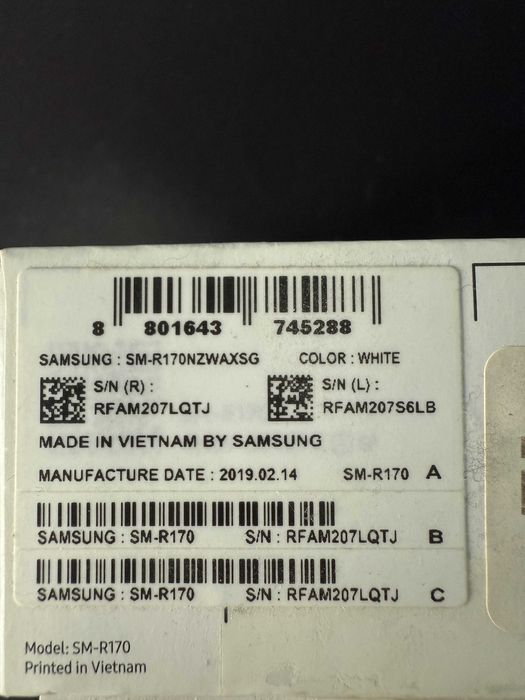 8 801643 745288
SAMSUNG : SM-R170NZWAXSG COLOR : WHITE
S/N (R) : S/N (L) :
RFAM207LQTJ RFAM207S6LB
MADE IN VIETNAM BY SAMSUNG
MANUFACTURE DATE : 2019.02.14 SM-R170 A
SAMSUNG : SM-R170 S/N : RFAM207LQTJ B
SAMSUNG : SM-R170 S/N : RFAM207LQTJ C
Model: SM-R170
Printed in Vietnam